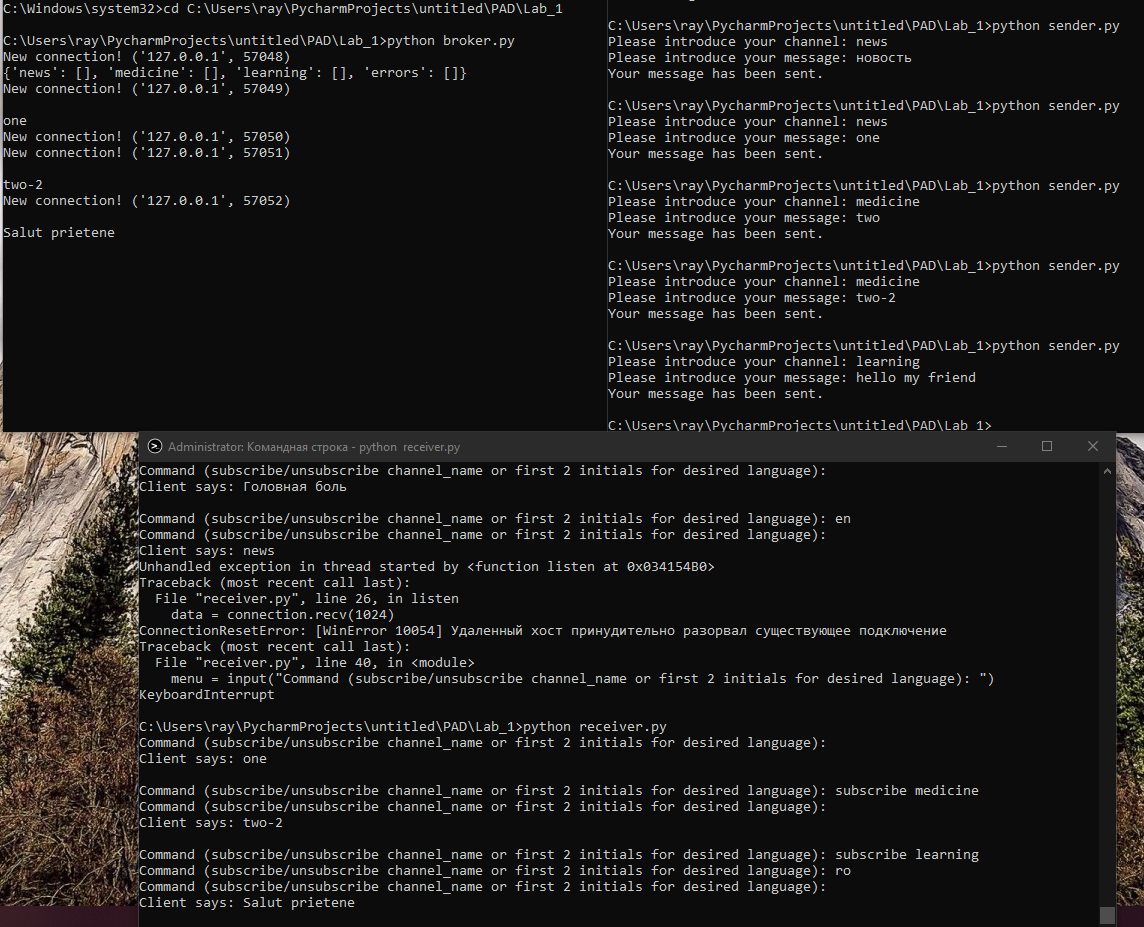 C:\Windows\system32>cd C:\Users\ray\PycharmProjects\untitled\PAD\Lab_1
C:\Users\ray\PycharmProjects\untitled\PAD\Lab_1>python broker.py
New connection! ('127.0.0.1', 57048)
{'news': [], 'medicine': [], 'learning': [], 'errors': []}
New connection! ('127.0.0.1', 57049)
one
New connection! ('127.0.0.1', 57050)
New connection! ('127.0.0.1', 57051)
two-2
New connection! ('127.0.0.1', 57052)
Salut prietene
C:\Users\ray\PycharmProjects\untitled\PAD\Lab_1>python sender.py
Please introduce your channel: news
Please introduce your message: новость
Your message has been sent.
C:\Users\ray\PycharmProjects\untitled\PAD\Lab_1>python sender.py
Please introduce your channel: news
Please introduce your message: one
Your message has been sent.
C:\Users\ray\PycharmProjects\untitled\PAD\Lab_1>python sender.py
Please introduce your channel: medicine
Please introduce your message: two
Your message has been sent.
C:\Users\ray\PycharmProjects\untitled\PAD\Lab_1>python sender.py
Please introduce your channel: medicine
Please introduce your message: two-2
Your message has been sent.
C:\Users\ray\PycharmProjects\untitled\PAD\Lab_1>python sender.py
Please introduce your channel: learning
Please introduce your message: hello my friend
Your message has been sent.
C:\Users\ray\PycharmProjects\untitled\PAD\Lab_1>
Administrator: Командная строка - python  receiver.py
Command (subscribe/unsubscribe channel_name or first 2 initials for desired language):
Client says: Головная боль
Command (subscribe/unsubscribe channel_name or first 2 initials for desired language): en
Command (subscribe/unsubscribe channel_name or first 2 initials for desired language):
Client says: news
Unhandled exception in thread started by <function listen at 0x034154B0>
Traceback (most recent call last):
  File "receiver.py", line 26, in listen
    data = connection.recv(1024)
ConnectionResetError: [WinError 10054] Удаленный хост принудительно разорвал существующее подключение
Traceback (most recent call last):
  File "receiver.py", line 40, in <module>
    menu = input("Command (subscribe/unsubscribe channel_name or first 2 initials for desired language): ")
KeyboardInterrupt
C:\Users\ray\PycharmProjects\untitled\PAD\Lab_1>python receiver.py
Command (subscribe/unsubscribe channel_name or first 2 initials for desired language):
Client says: one
Command (subscribe/unsubscribe channel_name or first 2 initials for desired language): subscribe medicine
Command (subscribe/unsubscribe channel_name or first 2 initials for desired language):
Client says: two-2
Command (subscribe/unsubscribe channel_name or first 2 initials for desired language): subscribe learning
Command (subscribe/unsubscribe channel_name or first 2 initials for desired language): ro
Command (subscribe/unsubscribe channel_name or first 2 initials for desired language):
Client says: Salut prietene